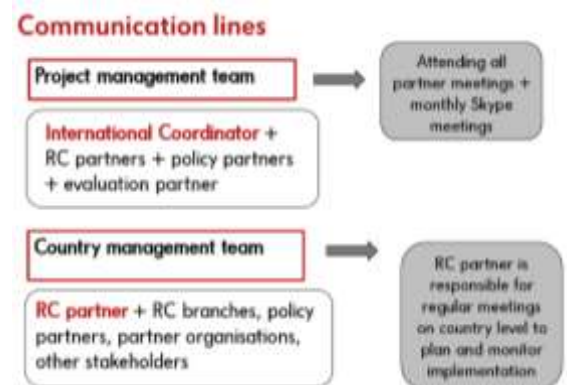 Communication lines
Project management team
Attending all
partner meetings +
monthly Skype
meetings
International Coordinator +
RC partners + policy partners
+ evaluation partner
Country management team
RC partner is
responsible for
regular meetings
on country level to
plan and monitor
implementation
RC partner + RC branches, policy
partners, partner organisations,
other stakeholders